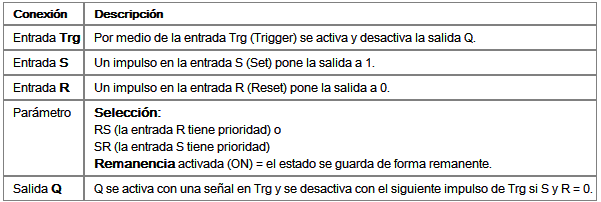 Conexión Descripción
Entrada Trg Por medio de la entrada Trg (Trigger) se activa y desactiva la salida Q.
Entrada S Un impulso en la entrada S (Set) pone la salida a 1.
Entrada R Un impulso en la entrada R (Reset) pone la salida a 0.
Parámetro Selección:
RS (la entrada R tiene prioridad) o
SR (la entrada S tiene prioridad)
Remanencia activada (ON) = el estado se guarda de forma remanente.
Salida Q Q se activa con una señal en Trg y se desactiva con el siguiente impulso de Trg si S y R = 0.